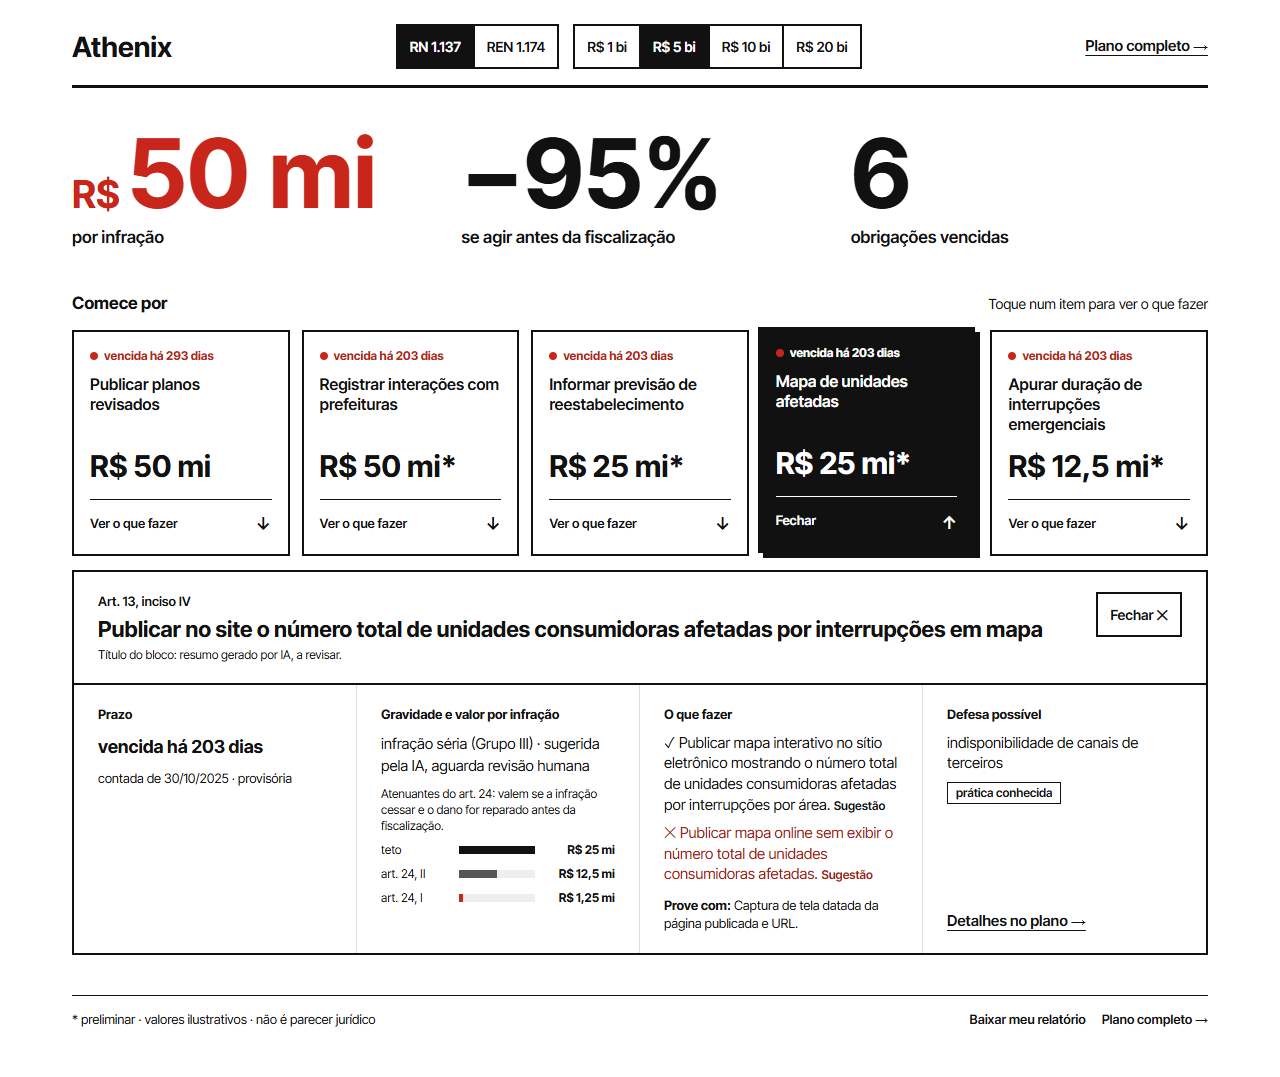 Athenix
RN 1.137 REN 1.174 R$ 1 bi R$ 5 bi R$ 10 bi R$ 20 bi
Plano completo →
R$ 50 mi
por infração
–95%
se agir antes da fiscalização
6
obrigações vencidas
Comece por
Toque num item para ver o que fazer
vencida há 293 dias
Publicar planos
revisados
R$ 50 mi
Ver o que fazer ↓
vencida há 203 dias
Registrar interações com
prefeituras
R$ 50 mi*
Ver o que fazer ↓
vencida há 203 dias
Informar previsão de
reestabelecimento
R$ 25 mi*
Ver o que fazer ↓
vencida há 203 dias
Mapa de unidades
afetadas
R$ 25 mi*
Fechar ↑
vencida há 203 dias
Apurar duração de
interrupções
emergenciais
R$ 12,5 mi*
Ver o que fazer ↓
Art. 13, inciso IV
Publicar no site o número total de unidades consumidoras afetadas por interrupções em mapa
Título do bloco: resumo gerado por IA, a revisar.
Fechar ✕
Prazo
vencida há 203 dias
contada de 30/10/2025 · provisória
Gravidade e valor por infração
infração séria (Grupo III) · sugerida
pela IA, aguarda revisão humana
Atenuantes do art. 24: valem se a infração
cessar e o dano for reparado antes da
fiscalização.
teto R$ 25 mi
art. 24, II R$ 12,5 mi
art. 24, I R$ 1,25 mi
O que fazer
✓ Publicar mapa interativo no sítio
eletrônico mostrando o número total
de unidades consumidoras afetadas
por interrupções por área. Sugestão
✕ Publicar mapa online sem exibir o
número total de unidades
consumidoras afetadas. Sugestão
Prove com: Captura de tela datada da
página publicada e URL.
Defesa possível
indisponibilidade de canais de
terceiros
prática conhecida
Detalhes no plano →
* preliminar · valores ilustrativos · não é parecer jurídico
Baixar meu relatório Plano completo →